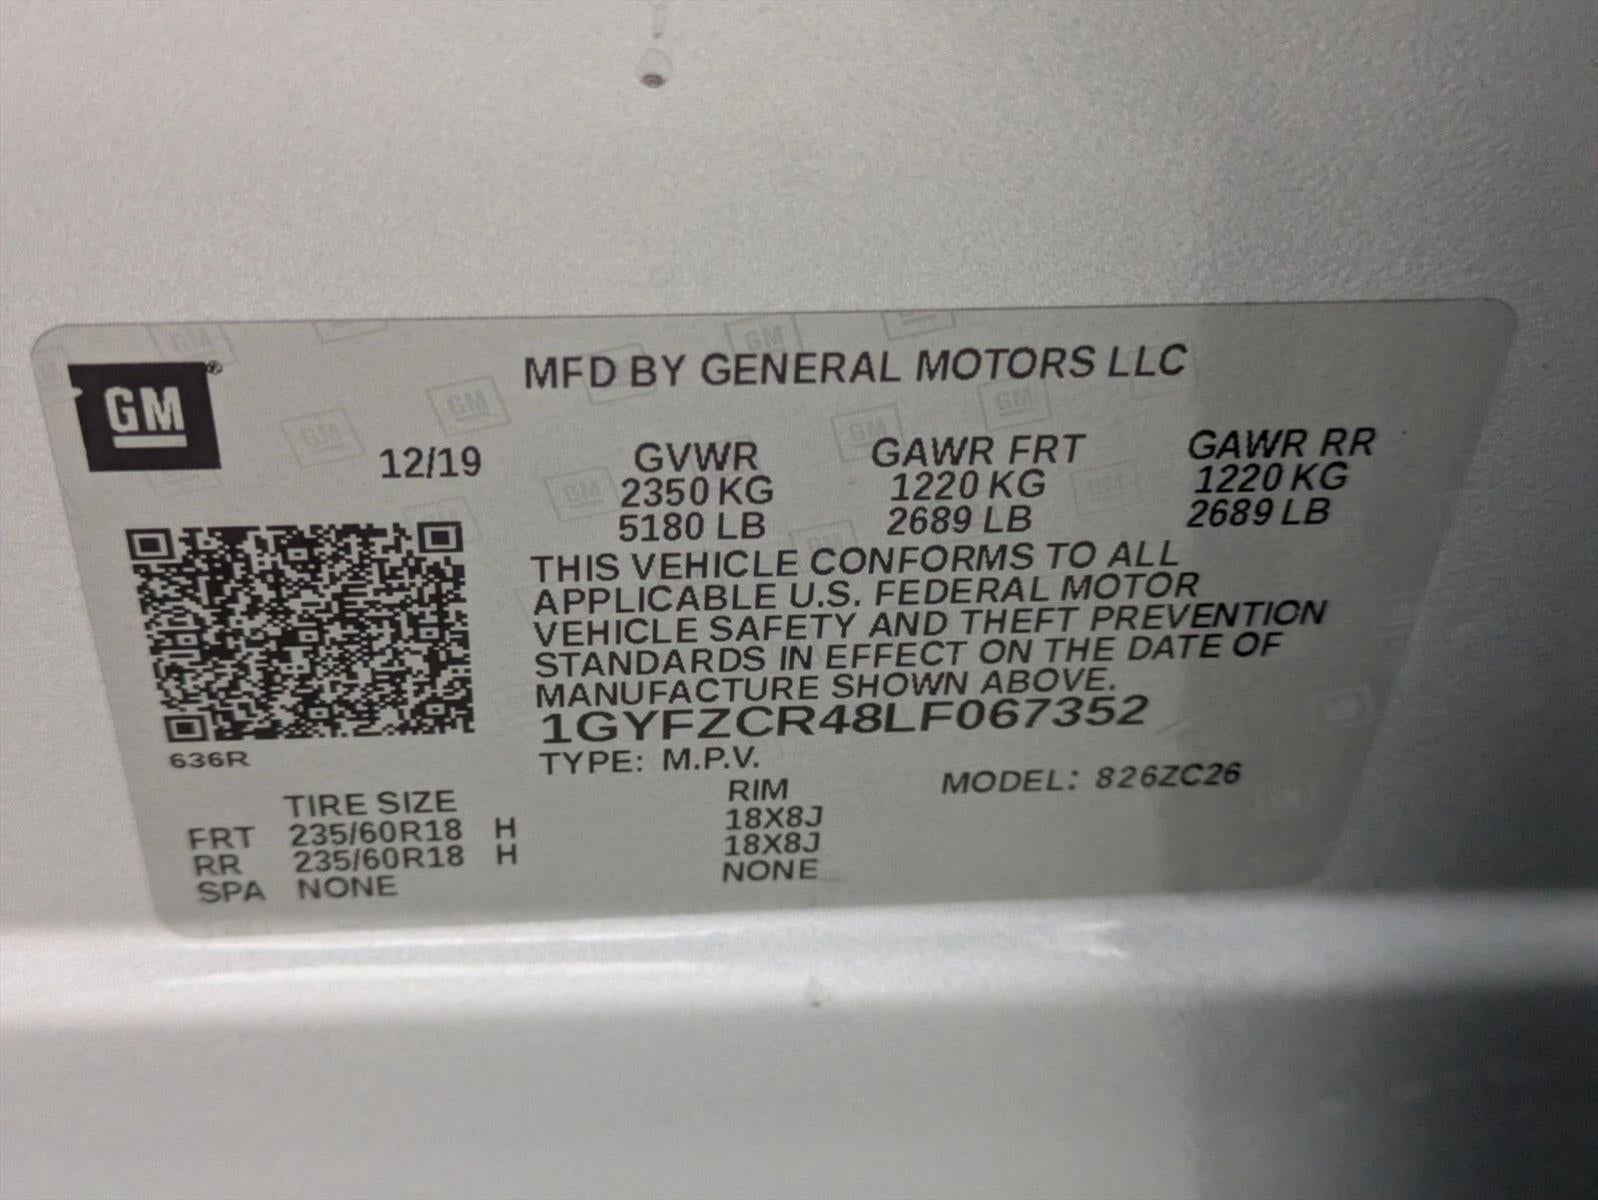 GM®
MFD BY GENERAL MOTORS LLC
12/19
GVWR GAWR FRT GAWR RR
2350 KG 1220 KG 1220 KG
5180 LB 2689 LB 2689 LB
THIS VEHICLE CONFORMS TO ALL
APPLICABLE U.S. FEDERAL MOTOR
VEHICLE SAFETY AND THEFT PREVENTION
STANDARDS IN EFFECT ON THE DATE OF
MANUFACTURE SHOWN ABOVE.
1GYFZCR48LF067352
636R
TYPE: M.P.V.
MODEL: 826ZC26
TIRE SIZE RIM
FRT 235/60R18 H 18X8J
RR 235/60R18 H 18X8J
SPA NONE NONE